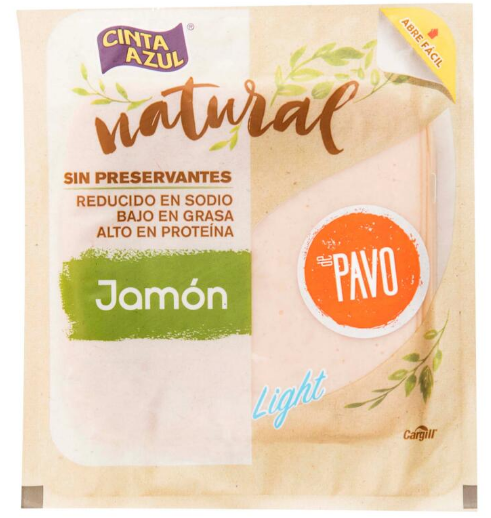 CINTA
AZUL
®
ABRE FÁCIL
natural
SIN PRESERVANTES
REDUCIDO EN SODIO
BAJO EN GRASA
ALTO EN PROTEÍNA
Jamón
de
PAVO
Light
Cargill